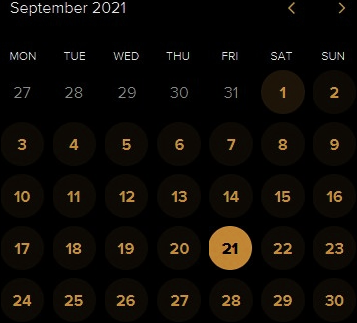 September 2021
MON TUE WED THU FRI SAT SUN
27 28 29 30 31 1 2
3 4 5 6 7 8 9
10 11 12 13 14 15 16
17 18 19 20 21 22 23
24 25 26 27 28 29 30